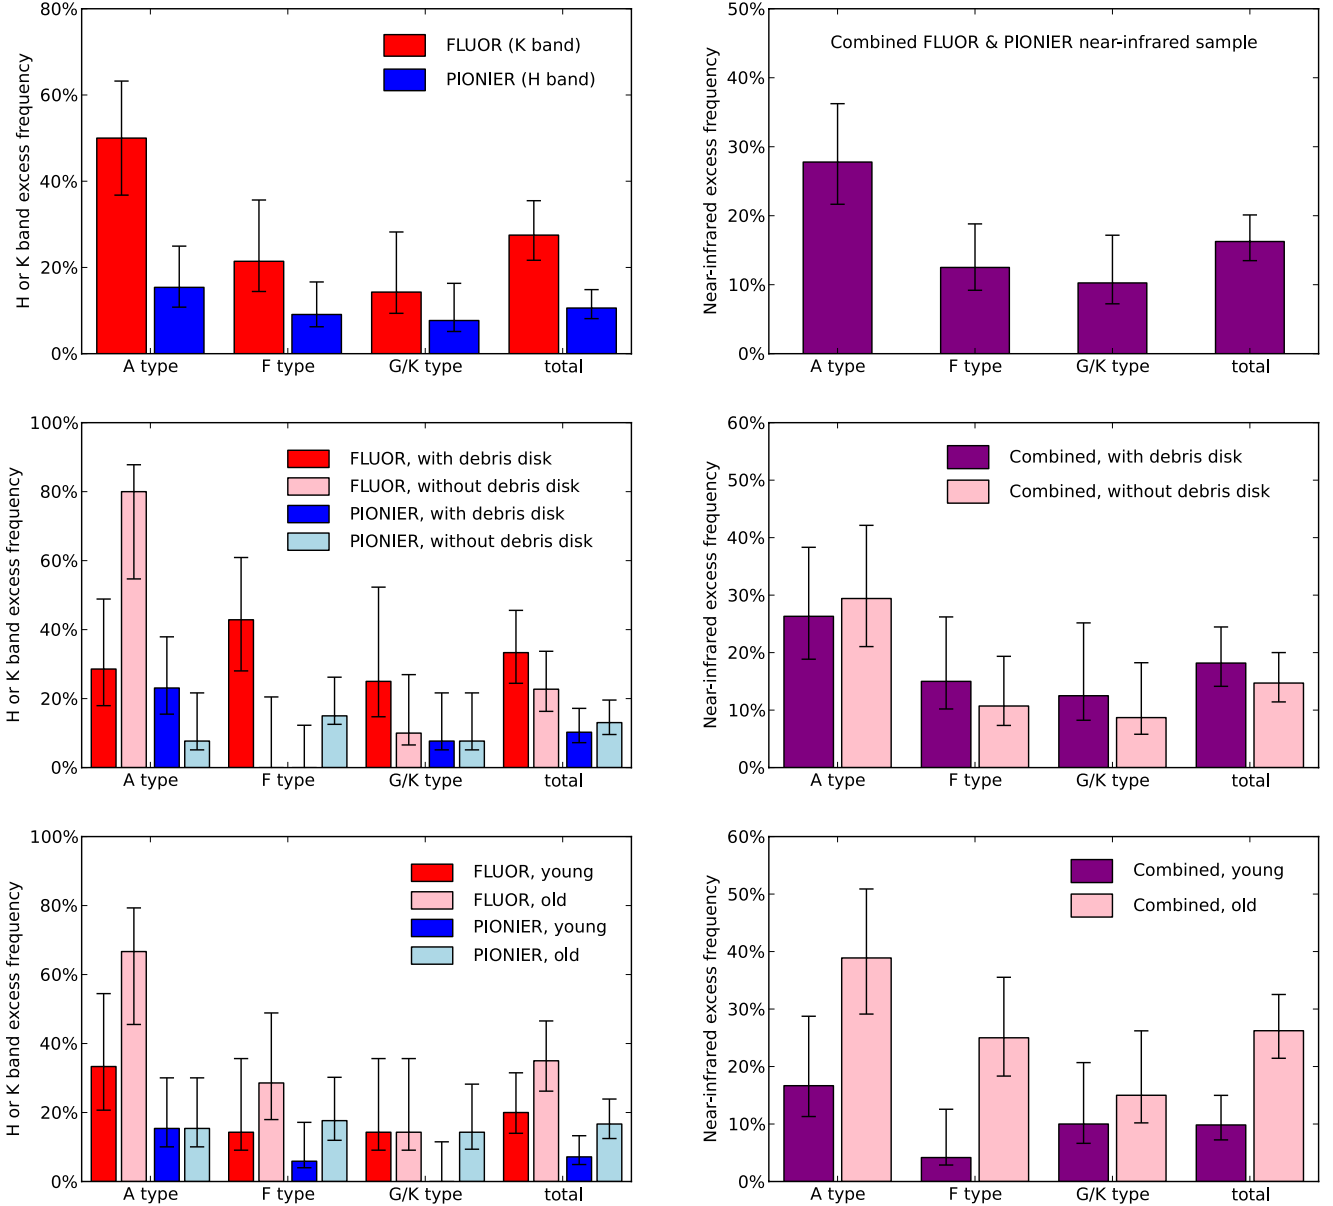 80%
60%
40%
20%
0%
H or K band excess frequency
FLUOR (K band)
PIONIER (H band)
A type
F type
G/K type
total
50%
40%
30%
20%
10%
0%
Near-infrared excess frequency
Combined FLUOR & PIONIER near-infrared sample
A type
F type
G/K type
total
100%
80%
60%
40%
20%
0%
H or K band excess frequency
FLUOR, with debris disk
FLUOR, without debris disk
PIONIER, with debris disk
PIONIER, without debris disk
A type
F type
G/K type
total
60%
50%
40%
30%
20%
10%
0%
Near-infrared excess frequency
Combined, with debris disk
Combined, without debris disk
A type
F type
G/K type
total
100%
80%
60%
40%
20%
0%
H or K band excess frequency
FLUOR, young
FLUOR, old
PIONIER, young
PIONIER, old
A type
F type
G/K type
total
60%
50%
40%
30%
20%
10%
0%
Near-infrared excess frequency
Combined, young
Combined, old
A type
F type
G/K type
total